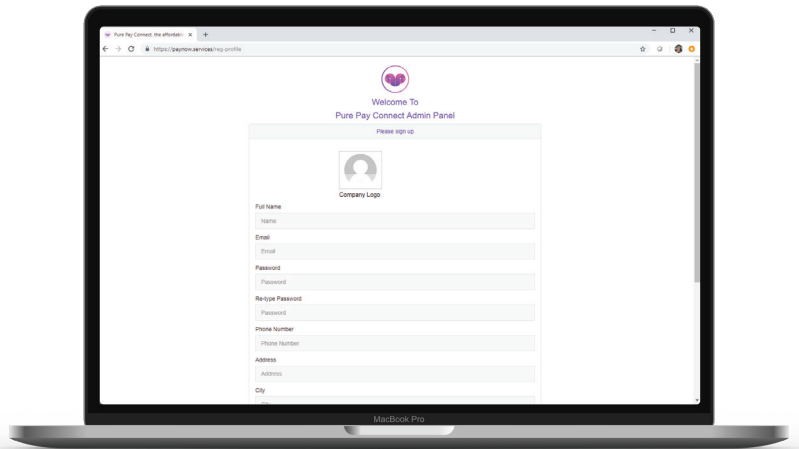 Pure Pay Connect, the affordable
https://paynow.services/reg-profile
Welcome To
Pure Pay Connect Admin Panel
Please sign up
Company Logo
Full Name
Name
Email
Email
Password
Password
Re-type Password
Password
Phone Number
Phone Number
Address
Address
City
MacBook Pro